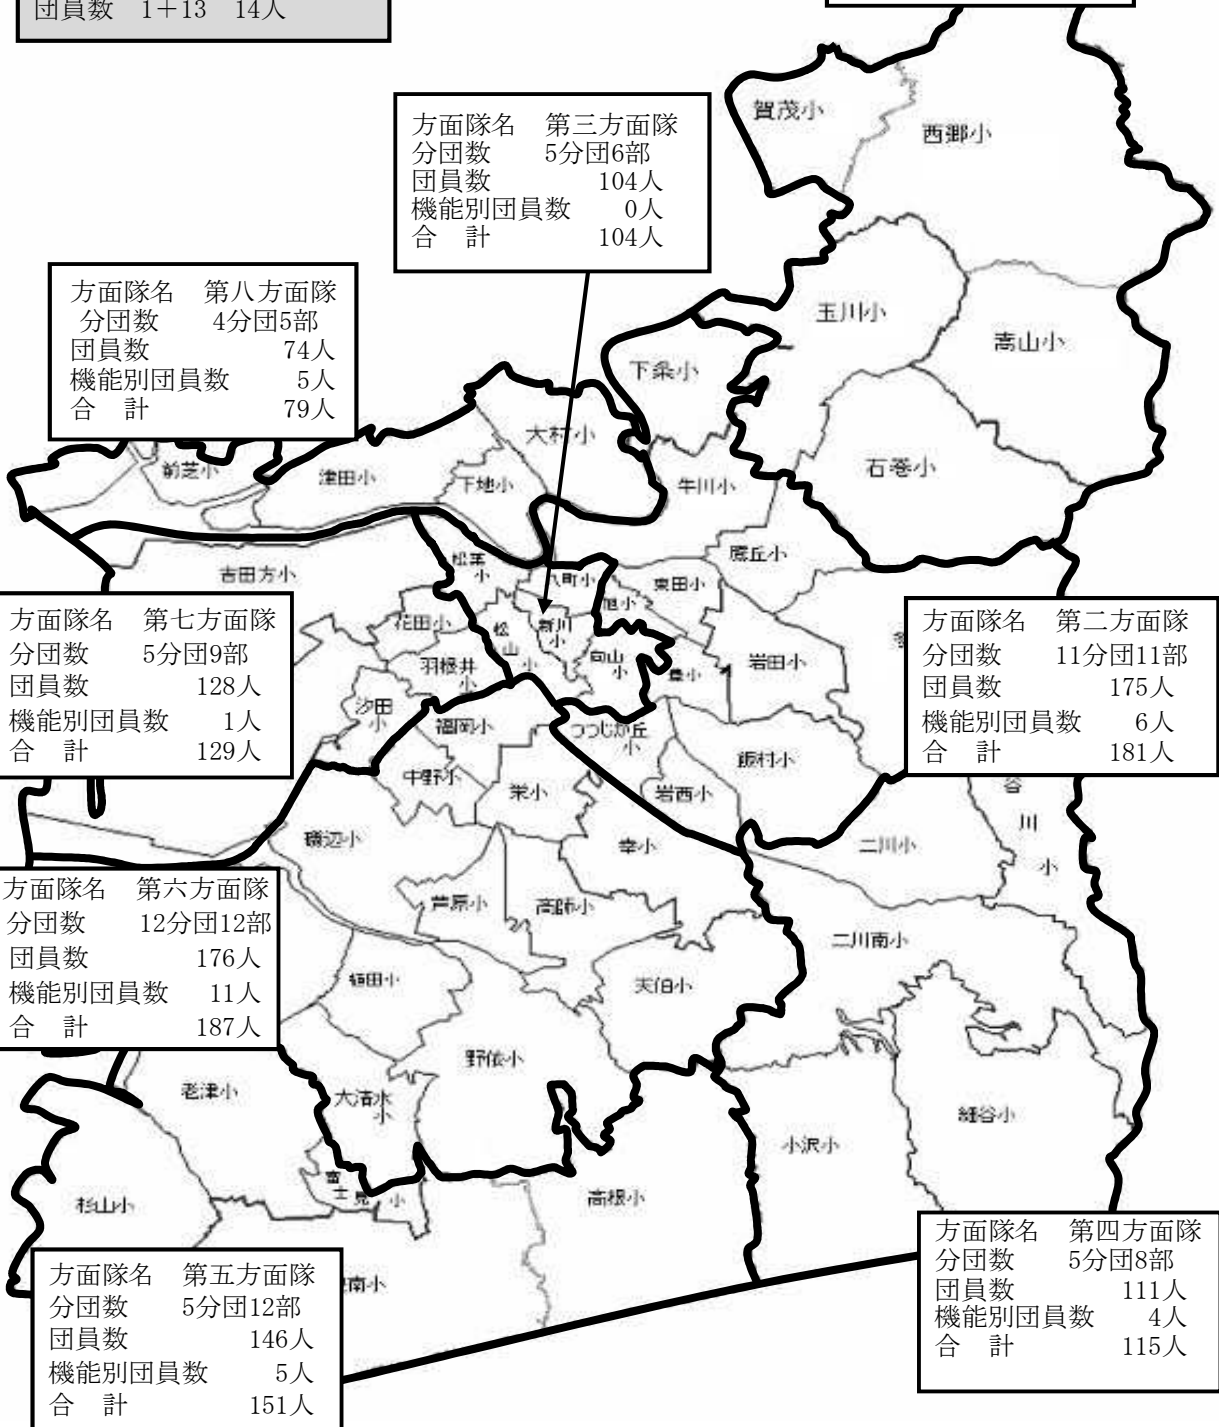 団員数 1＋13 14人
方面隊名 第三方面隊
分団数 5分団6部
団員数 104人
機能別団員数 0人
合 計 104人
賀茂小
西郷小
玉川小
嵩山小
下条小
石巻小
方面隊名 第八方面隊
分団数 4分団5部
団員数 74人
機能別団員数 5人
合 計 79人
大村小
前芝小
津田小
下地小
牛川小
鷹丘小
吉田方小
松葉小
八町小
東田小
旭小
花田小
松山小
新川小
向山小
豊小
岩田小
羽根井小
汐田小
方面隊名 第七方面隊
分団数 5分団9部
団員数 128人
機能別団員数 1人
合 計 129人
方面隊名 第二方面隊
分団数 11分団11部
団員数 175人
機能別団員数 6人
合 計 181人
福岡小
つつじが丘小
中野小
栄小
岩西小
飯村小
谷川小
磯辺小
幸小
二川小
芦原小
高師小
二川南小
方面隊名 第六方面隊
分団数 12分団12部
団員数 176人
機能別団員数 11人
合 計 187人
植田小
天伯小
野依小
老津小
大清水小
細谷小
小沢小
富士見小
高根小
杉山小
南小
方面隊名 第五方面隊
分団数 5分団12部
団員数 146人
機能別団員数 5人
合 計 151人
方面隊名 第四方面隊
分団数 5分団8部
団員数 111人
機能別団員数 4人
合 計 115人